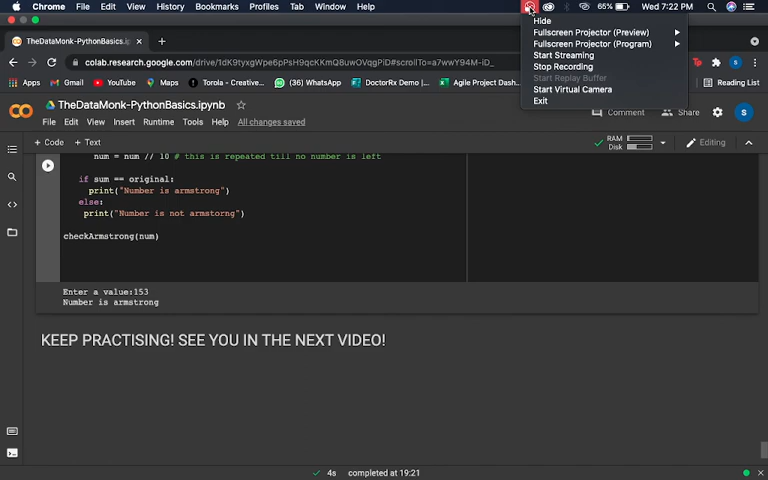 Chrome File Edit View History Bookmarks Profiles Tab Window Help 65% Wed 7:22 PM
Hide
Fullscreen Projector (Preview)
Fullscreen Projector (Program)
Start Streaming
Stop Recording
Start Replay Buffer
Start Virtual Camera
Exit
TheDataMonk-PythonBasics.ip
colab.research.google.com/drive/1dK9tyxgWpe6pPsH9qcKKmQ8uwOVqgPiD#scrollTo=a7wwY94M-iD_
Apps Gmail YouTube Maps Torola - Creative... (36) WhatsApp DoctorRx Demo |... Agile Project Dash... Reading List
TheDataMonk-PythonBasics.ipynb
Comment Share S
File Edit View Insert Runtime Tools Help All changes saved
+ Code + Text RAM Disk Editing
num = num // 10 # this is repeated till no number is left
if sum == original:
print("Number is armstrong")
else:
print("Number is not armstorng")
checkArmstrong(num)
Enter a value:153
Number is armstrong
KEEP PRACTISING! SEE YOU IN THE NEXT VIDEO!
4s completed at 19:21